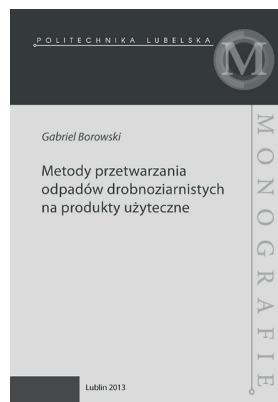 POLITECHNIKA LUBELSKA
M
Gabriel Borowski
Metody przetwarzania
odpadów drobnoziarnistych
na produkty użyteczne
MONOGRAFIE
Lublin 2013